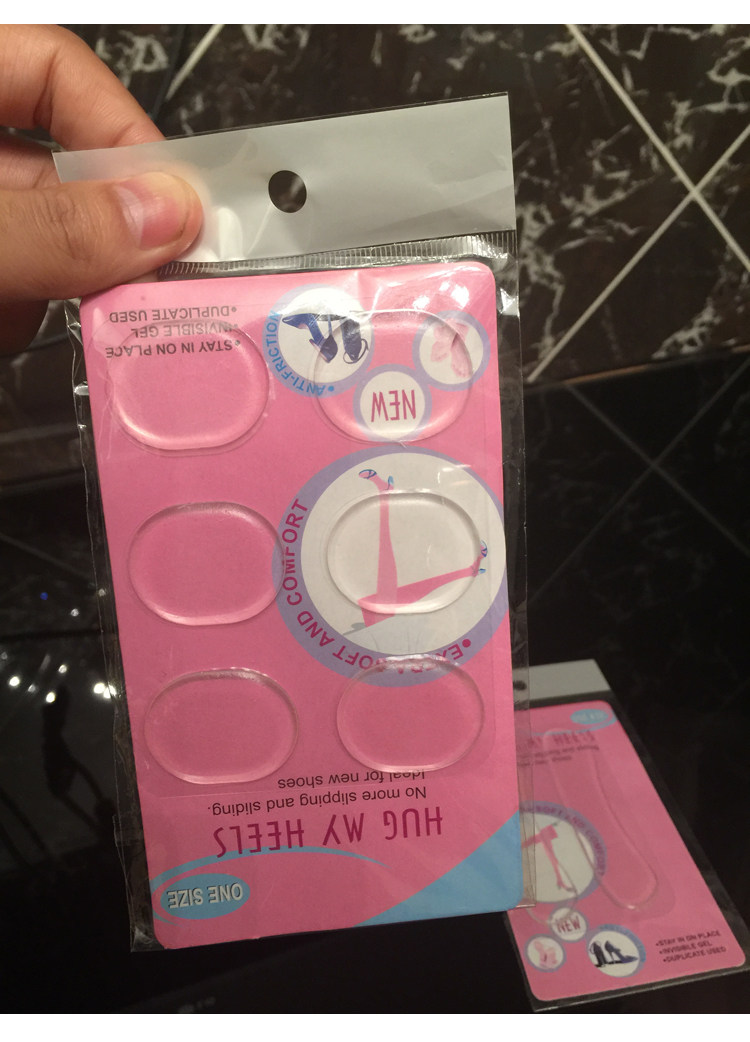 ONE SIZE
HUG MY HEELS
No more slipping and sliding.
Ideal for new shoes
•EXTRA SOFT AND COMFORT
NEW
•ANTI-FRICTION
•STAY IN ON PLACE
•INVISIBLE GEL
•DUPLICATE USED
HEELS
NEW
•STAY IN ON PLACE
•INVISIBLE GEL
•DUPLICATE USED